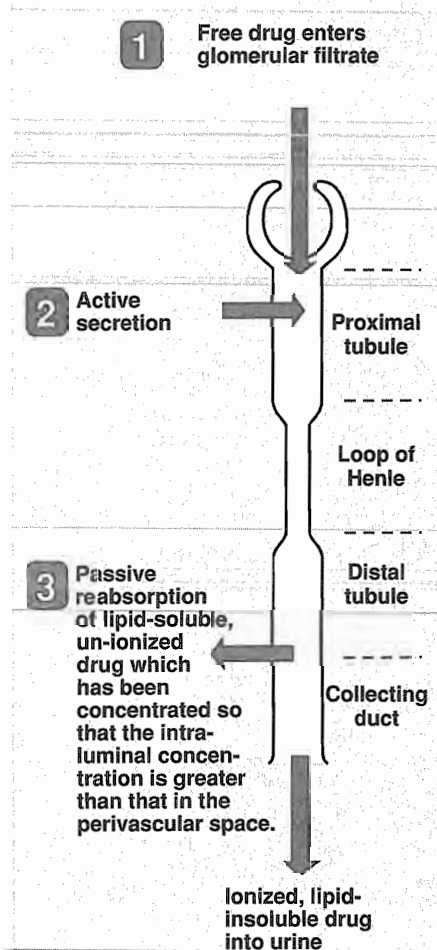 1
Free drug enters
glomerular filtrate
2
Active
secretion
Proximal
tubule
Loop of
Henle
3
Passive
reabsorption
of lipid-soluble,
un-ionized
drug which
has been
concentrated so
that the intra-
luminal concen-
tration is greater
than that in the
perivascular space.
Distal
tubule
Collecting
duct
Ionized, lipid-
insoluble drug
into urine